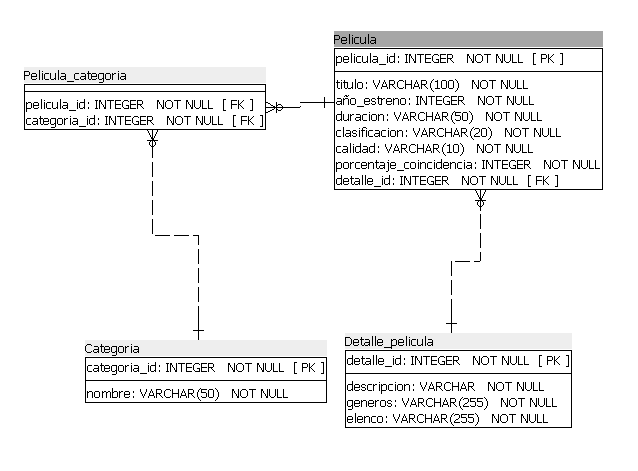 Pelicula
pelicula_id: INTEGER NOT NULL [ PK ]
titulo: VARCHAR(100) NOT NULL
año_estreno: INTEGER NOT NULL
duracion: VARCHAR(50) NOT NULL
clasificacion: VARCHAR(20) NOT NULL
calidad: VARCHAR(10) NOT NULL
porcentaje_coincidencia: INTEGER NOT NULL
detalle_id: INTEGER NOT NULL [ FK ]
Pelicula_categoria
pelicula_id: INTEGER NOT NULL [ FK ]
categoria_id: INTEGER NOT NULL [ FK ]
Categoria
categoria_id: INTEGER NOT NULL [ PK ]
nombre: VARCHAR(50) NOT NULL
Detalle_pelicula
detalle_id: INTEGER NOT NULL [ PK ]
descripcion: VARCHAR NOT NULL
generos: VARCHAR(255) NOT NULL
elenco: VARCHAR(255) NOT NULL